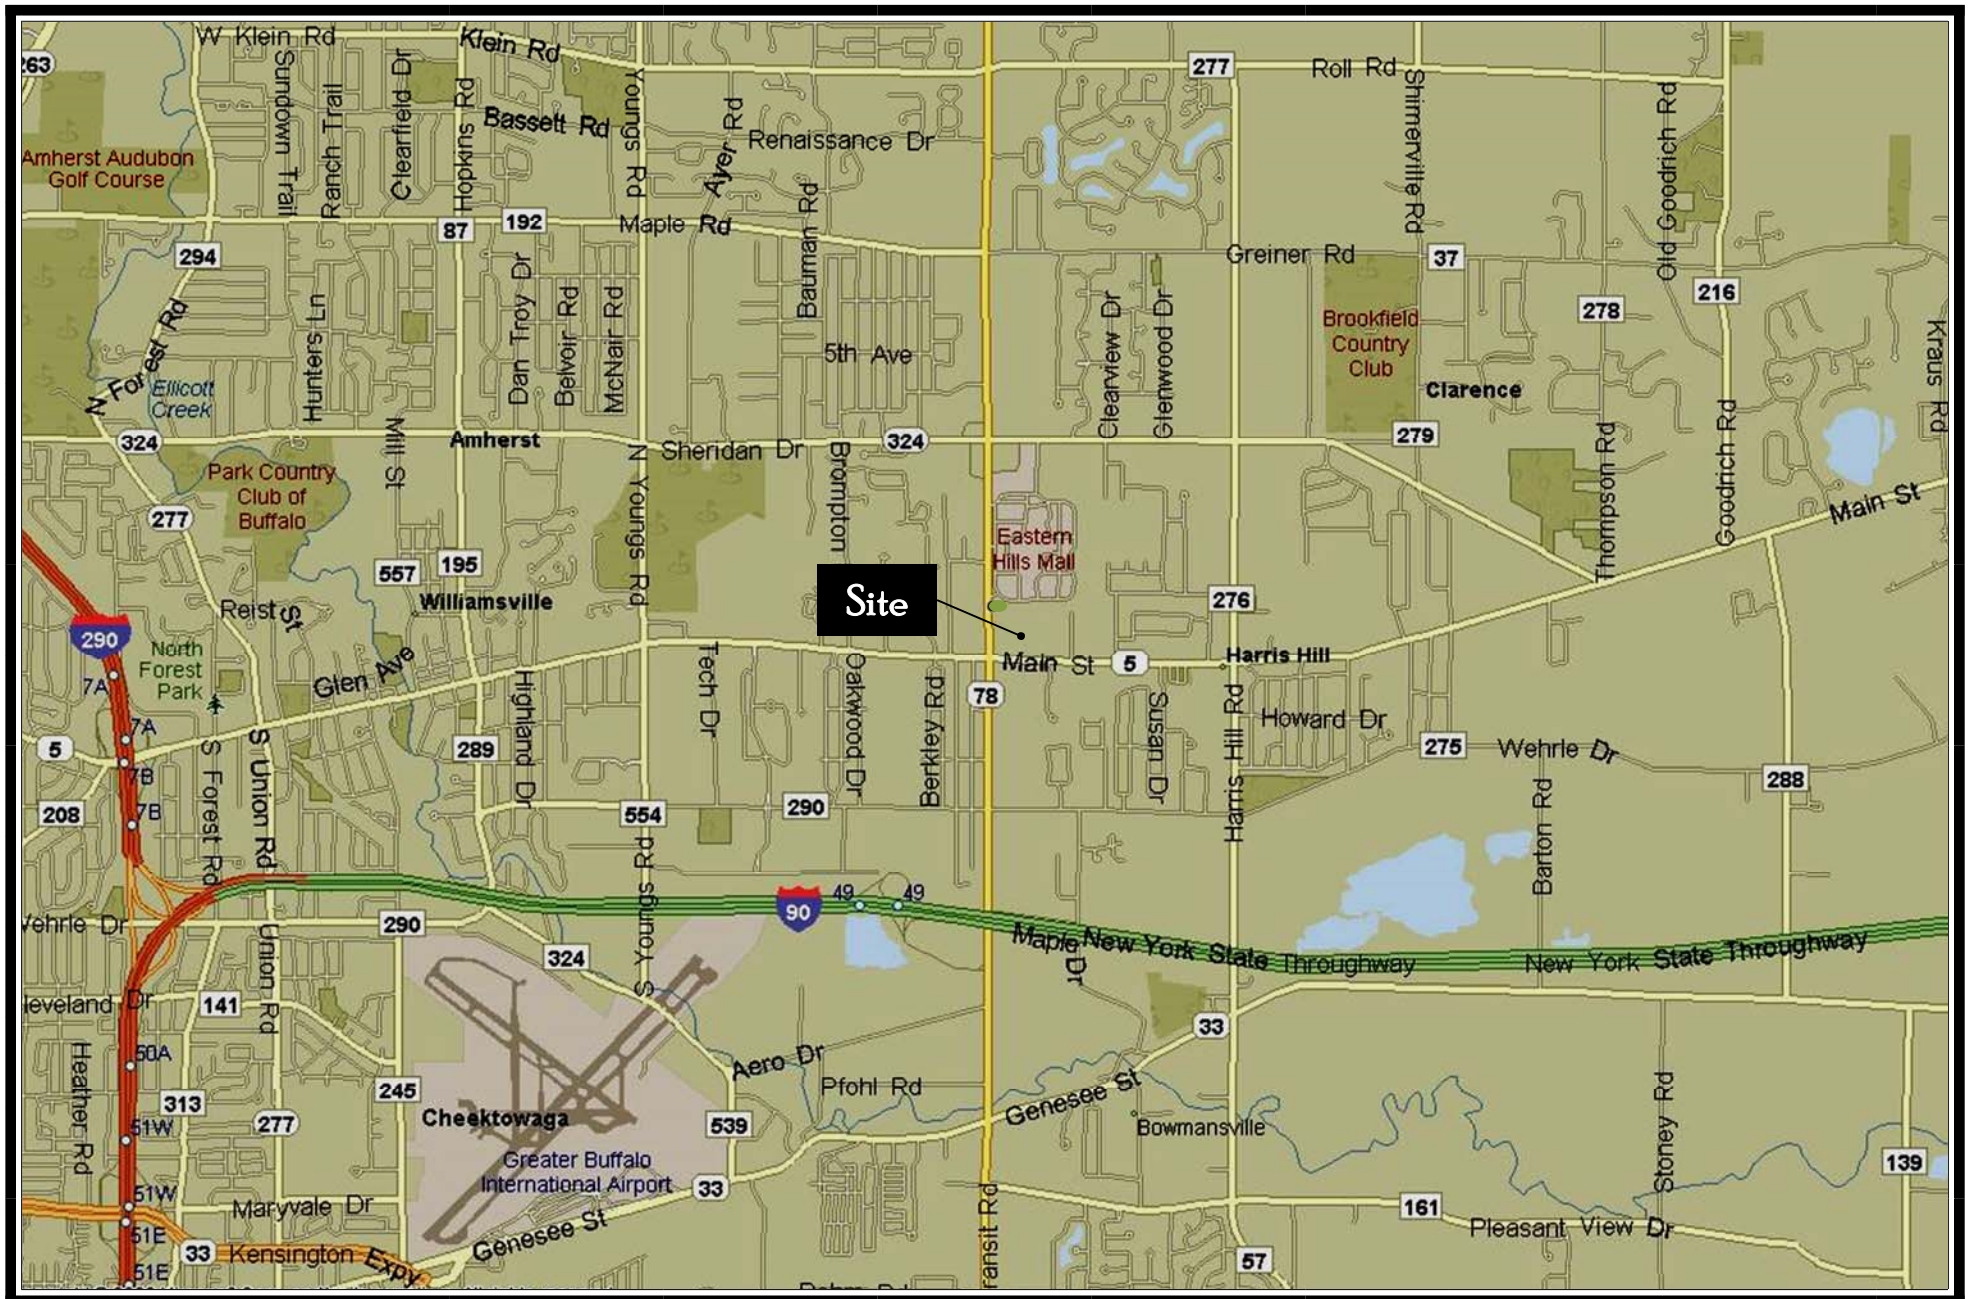 W Klein Rd
Klein Rd
263
277
Roll Rd
Sundown Trail
Ranch Trail
Clearfield Dr
Hopkins Rd
Bassett Rd
Youngs Rd
Ayer Rd
Renaissance Dr
Shimerville Rd
Old Goodrich Rd
Amherst Audubon
Golf Course
87
192
Maple Rd
Bauman Rd
294
Greiner Rd
37
216
278
N Forest Rd
Hunters Ln
Dan Troy Dr
Belvoir Rd
McNair Rd
5th Ave
Clearview Dr
Glenwood Dr
Brookfield
Country
Club
Clarence
Kraus Rd
Ellicott
Creek
324
Mill St
Amherst
Sheridan Dr
324
279
Brompton
N Youngs Rd
Thompson Rd
Goodrich Rd
Park Country
Club of
Buffalo
277
Main St
Eastern
Hills Mall
557
195
Williamsville
Site
276
Reist St
290
North
Forest
Park
Glen Ave
7A
7A
7B
7B
Main St
5
Harris Hill
78
Tech Dr
Oakwood Dr
Berkley Rd
Highland Dr
Susan Dr
Harris Hill Rd
Howard Dr
275
Wehrle Dr
288
5
208
S Forest Rd
S Union Rd
289
554
290
Barton Rd
S Youngs Rd
90
49
49
Wehrle Dr
290
324
Union Rd
Maple Dr
New York State Throughway
New York State Throughway
leveland Dr
141
33
50A
Heather Rd
313
245
277
51W
Cheektowaga
Aero Dr
Pfohl Rd
Genesee St
539
Bowmansville
Stoney Rd
139
Greater Buffalo
International Airport
33
51W
51E
51E
Maryvale Dr
33
Kensington Expy
Genesee St
ransit Rd
161
Pleasant View Dr
57